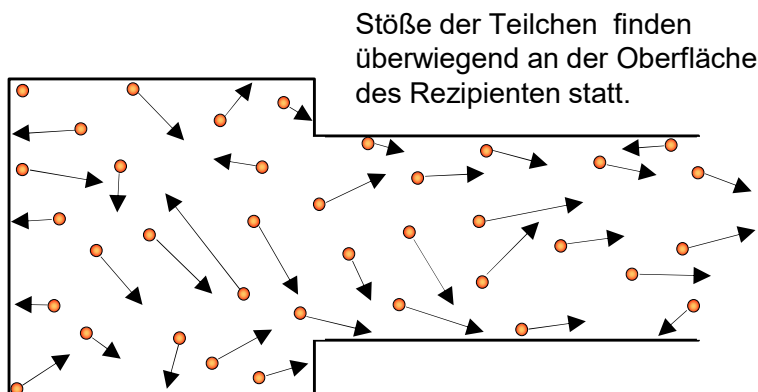 Stöße der Teilchen finden
überwiegend an der Oberfläche
des Rezipienten statt.